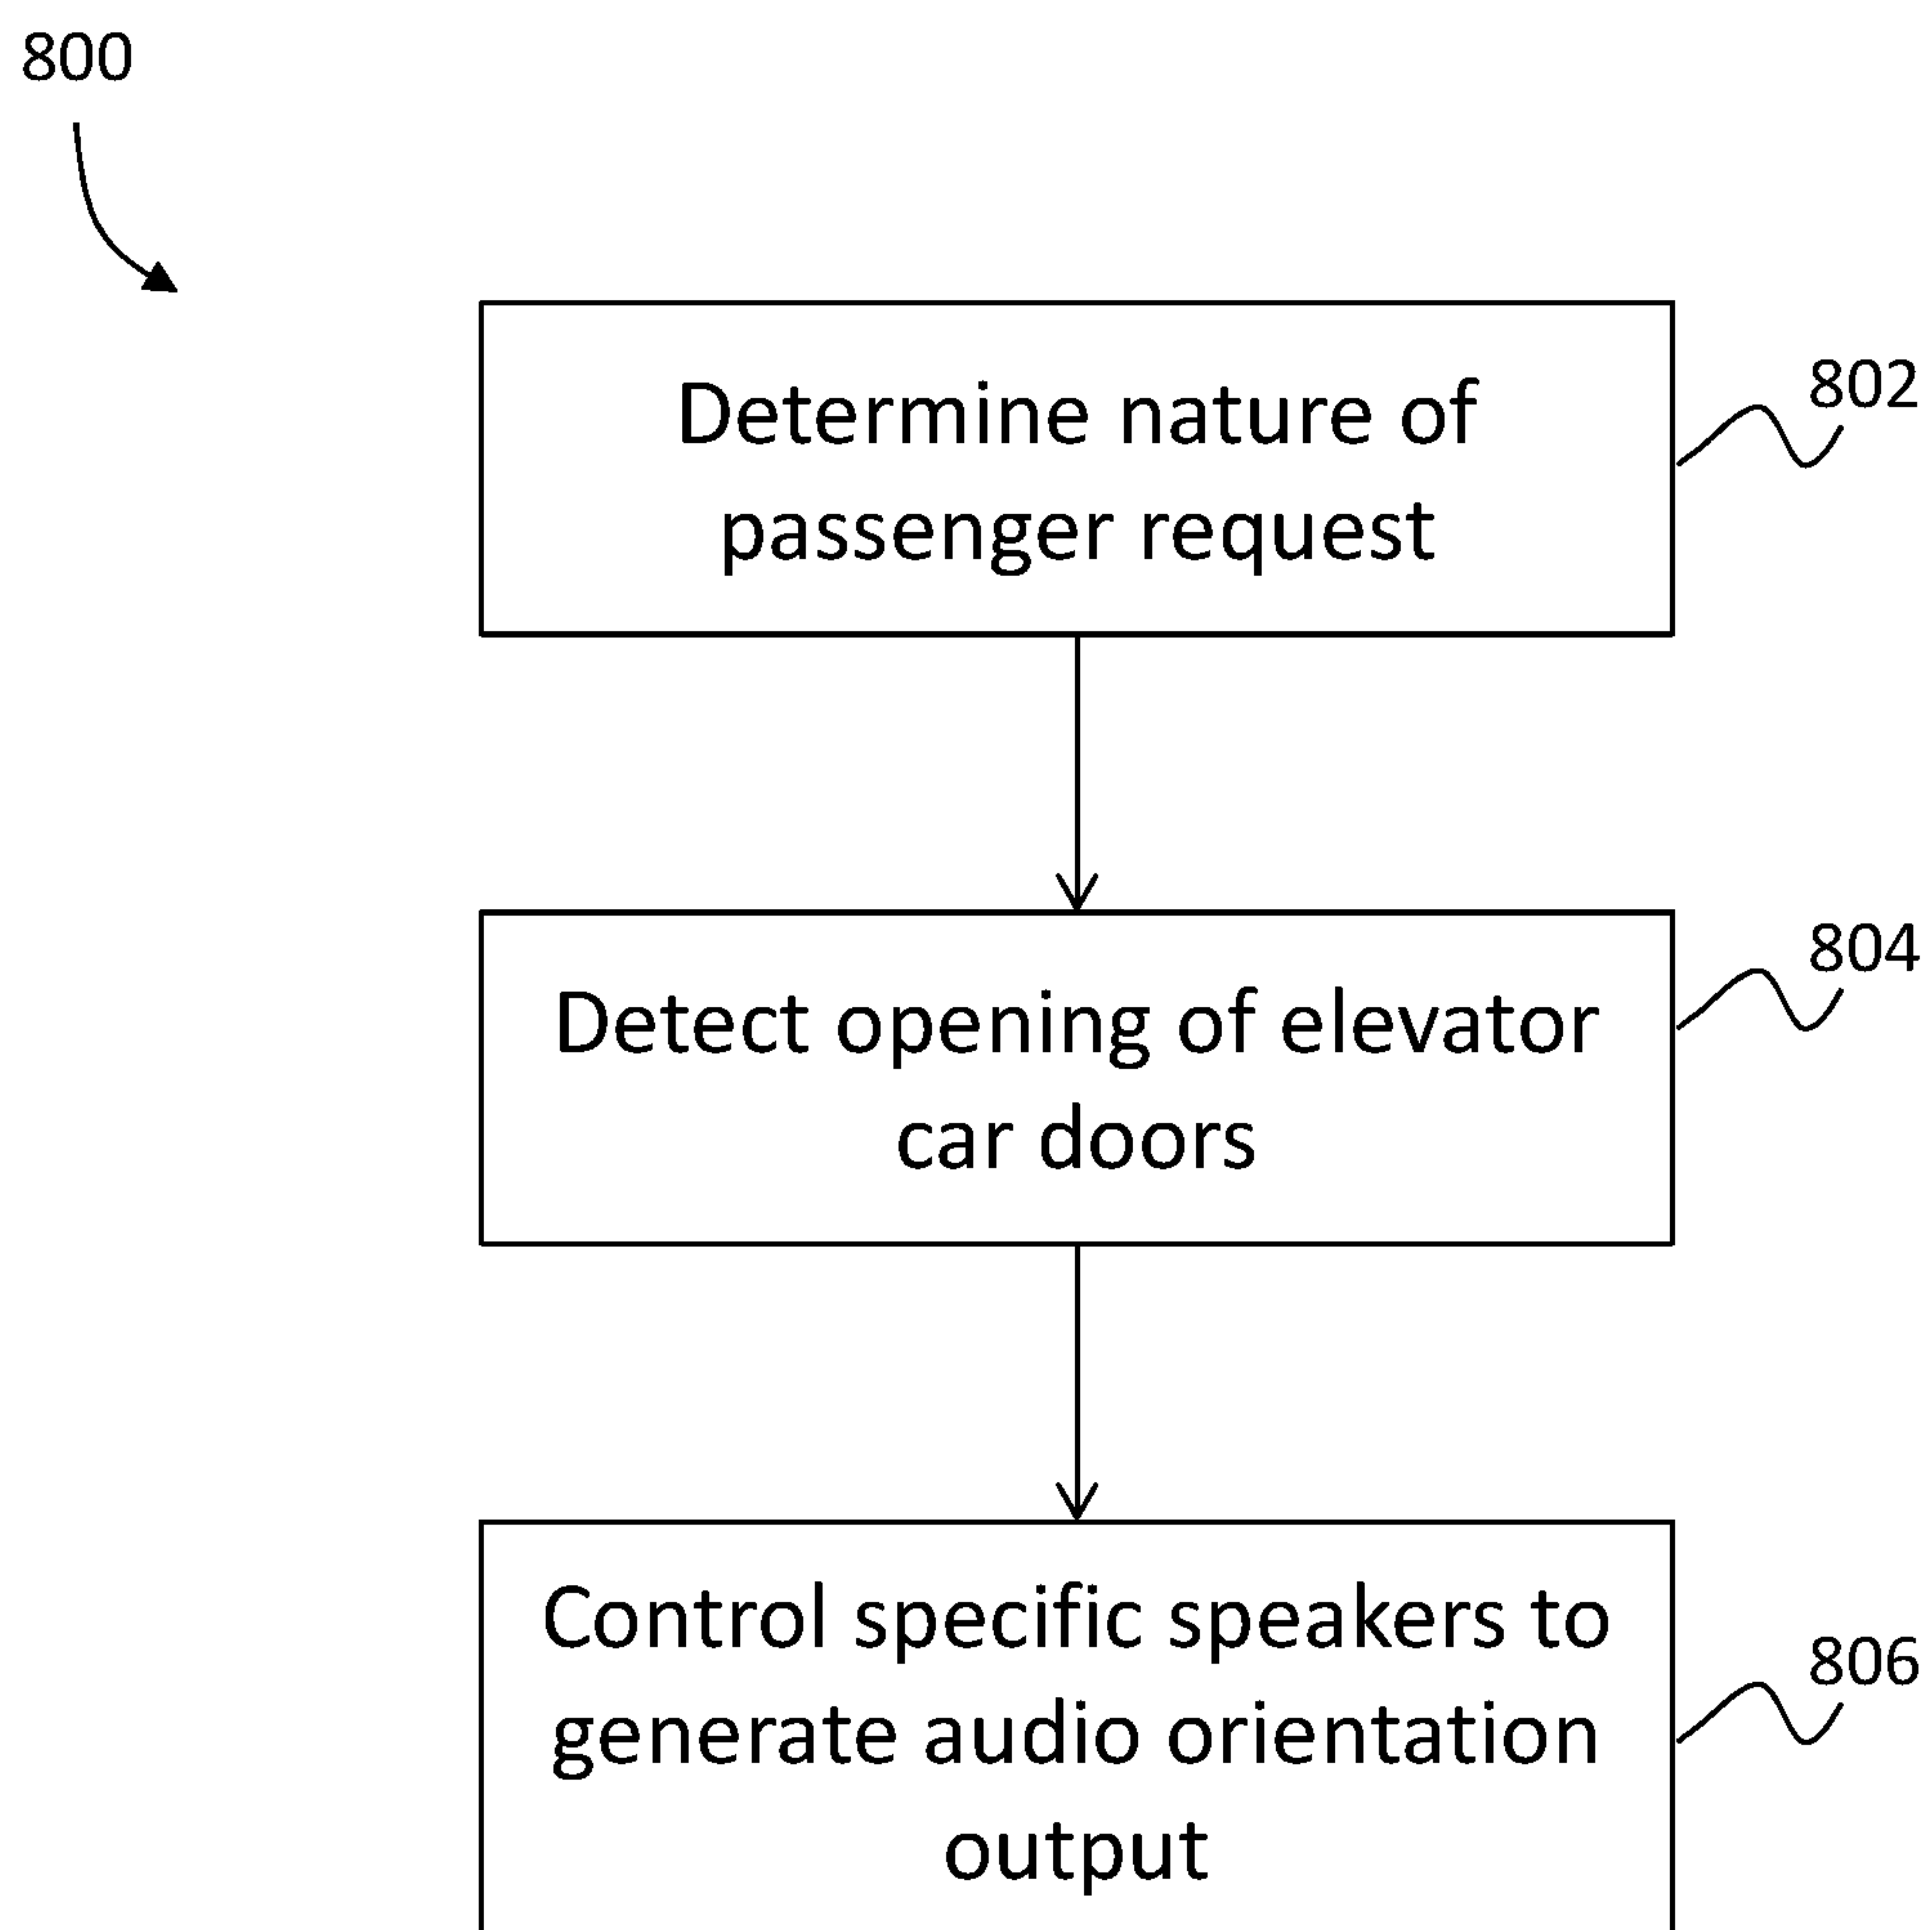 800
Determine nature of
passenger request
802
Detect opening of elevator
car doors
804
Control specific speakers to
generate audio orientation
output
806